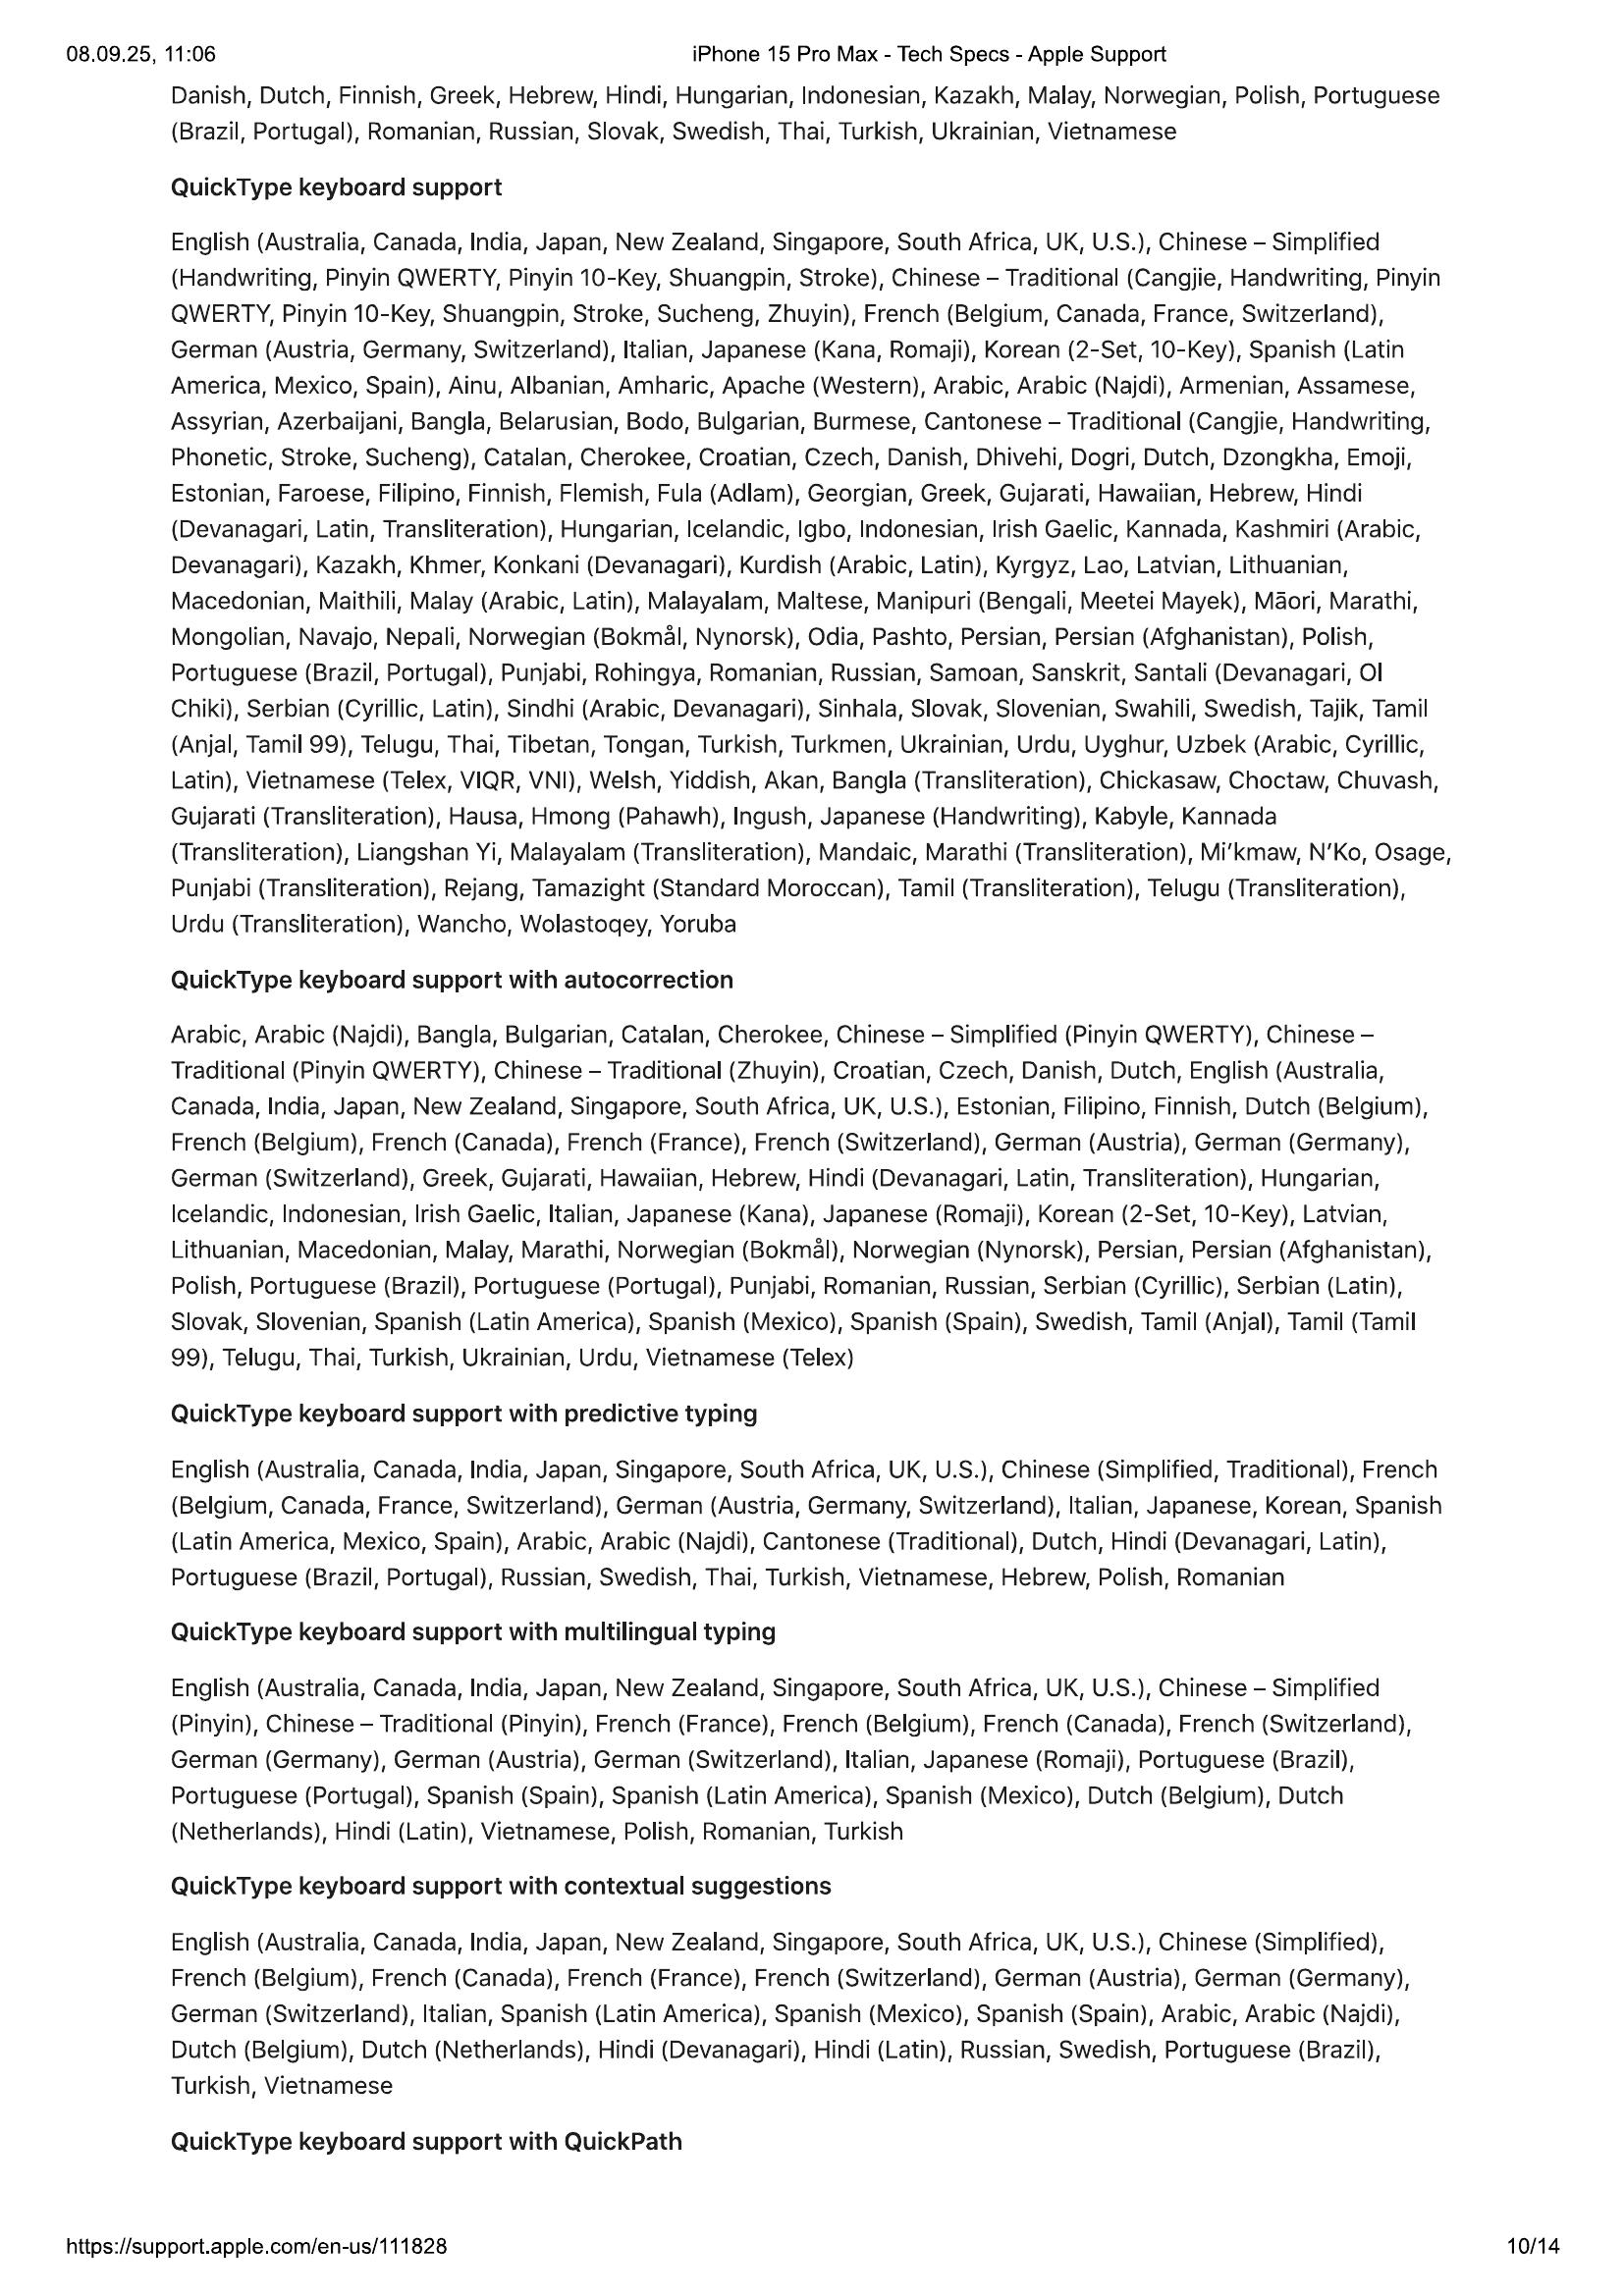 08.09.25, 11:06
iPhone 15 Pro Max - Tech Specs - Apple Support
Danish, Dutch, Finnish, Greek, Hebrew, Hindi, Hungarian, Indonesian, Kazakh, Malay, Norwegian, Polish, Portuguese
(Brazil, Portugal), Romanian, Russian, Slovak, Swedish, Thai, Turkish, Ukrainian, Vietnamese
QuickType keyboard support
English (Australia, Canada, India, Japan, New Zealand, Singapore, South Africa, UK, U.S.), Chinese – Simplified
(Handwriting, Pinyin QWERTY, Pinyin 10-Key, Shuangpin, Stroke), Chinese – Traditional (Cangjie, Handwriting, Pinyin
QWERTY, Pinyin 10-Key, Shuangpin, Stroke, Sucheng, Zhuyin), French (Belgium, Canada, France, Switzerland),
German (Austria, Germany, Switzerland), Italian, Japanese (Kana, Romaji), Korean (2-Set, 10-Key), Spanish (Latin
America, Mexico, Spain), Ainu, Albanian, Amharic, Apache (Western), Arabic, Arabic (Najdi), Armenian, Assamese,
Assyrian, Azerbaijani, Bangla, Belarusian, Bodo, Bulgarian, Burmese, Cantonese – Traditional (Cangjie, Handwriting,
Phonetic, Stroke, Sucheng), Catalan, Cherokee, Croatian, Czech, Danish, Dhivehi, Dogri, Dutch, Dzongkha, Emoji,
Estonian, Faroese, Filipino, Finnish, Flemish, Fula (Adlam), Georgian, Greek, Gujarati, Hawaiian, Hebrew, Hindi
(Devanagari, Latin, Transliteration), Hungarian, Icelandic, Igbo, Indonesian, Irish Gaelic, Kannada, Kashmiri (Arabic,
Devanagari), Kazakh, Khmer, Konkani (Devanagari), Kurdish (Arabic, Latin), Kyrgyz, Lao, Latvian, Lithuanian,
Macedonian, Maithili, Malay (Arabic, Latin), Malayalam, Maltese, Manipuri (Bengali, Meetei Mayek), Māori, Marathi,
Mongolian, Navajo, Nepali, Norwegian (Bokmål, Nynorsk), Odia, Pashto, Persian, Persian (Afghanistan), Polish,
Portuguese (Brazil, Portugal), Punjabi, Rohingya, Romanian, Russian, Samoan, Sanskrit, Santali (Devanagari, Ol
Chiki), Serbian (Cyrillic, Latin), Sindhi (Arabic, Devanagari), Sinhala, Slovak, Slovenian, Swahili, Swedish, Tajik, Tamil
(Anjal, Tamil 99), Telugu, Thai, Tibetan, Tongan, Turkish, Turkmen, Ukrainian, Urdu, Uyghur, Uzbek (Arabic, Cyrillic,
Latin), Vietnamese (Telex, VIQR, VNI), Welsh, Yiddish, Akan, Bangla (Transliteration), Chickasaw, Choctaw, Chuvash,
Gujarati (Transliteration), Hausa, Hmong (Pahawh), Ingush, Japanese (Handwriting), Kabyle, Kannada
(Transliteration), Liangshan Yi, Malayalam (Transliteration), Mandaic, Marathi (Transliteration), Mi’kmaw, N’Ko, Osage,
Punjabi (Transliteration), Rejang, Tamazight (Standard Moroccan), Tamil (Transliteration), Telugu (Transliteration),
Urdu (Transliteration), Wancho, Wolastoqey, Yoruba
QuickType keyboard support with autocorrection
Arabic, Arabic (Najdi), Bangla, Bulgarian, Catalan, Cherokee, Chinese – Simplified (Pinyin QWERTY), Chinese –
Traditional (Pinyin QWERTY), Chinese – Traditional (Zhuyin), Croatian, Czech, Danish, Dutch, English (Australia,
Canada, India, Japan, New Zealand, Singapore, South Africa, UK, U.S.), Estonian, Filipino, Finnish, Dutch (Belgium),
French (Belgium), French (Canada), French (France), French (Switzerland), German (Austria), German (Germany),
German (Switzerland), Greek, Gujarati, Hawaiian, Hebrew, Hindi (Devanagari, Latin, Transliteration), Hungarian,
Icelandic, Indonesian, Irish Gaelic, Italian, Japanese (Kana), Japanese (Romaji), Korean (2-Set, 10-Key), Latvian,
Lithuanian, Macedonian, Malay, Marathi, Norwegian (Bokmål), Norwegian (Nynorsk), Persian, Persian (Afghanistan),
Polish, Portuguese (Brazil), Portuguese (Portugal), Punjabi, Romanian, Russian, Serbian (Cyrillic), Serbian (Latin),
Slovak, Slovenian, Spanish (Latin America), Spanish (Mexico), Spanish (Spain), Swedish, Tamil (Anjal), Tamil (Tamil
99), Telugu, Thai, Turkish, Ukrainian, Urdu, Vietnamese (Telex)
QuickType keyboard support with predictive typing
English (Australia, Canada, India, Japan, Singapore, South Africa, UK, U.S.), Chinese (Simplified, Traditional), French
(Belgium, Canada, France, Switzerland), German (Austria, Germany, Switzerland), Italian, Japanese, Korean, Spanish
(Latin America, Mexico, Spain), Arabic, Arabic (Najdi), Cantonese (Traditional), Dutch, Hindi (Devanagari, Latin),
Portuguese (Brazil, Portugal), Russian, Swedish, Thai, Turkish, Vietnamese, Hebrew, Polish, Romanian
QuickType keyboard support with multilingual typing
English (Australia, Canada, India, Japan, New Zealand, Singapore, South Africa, UK, U.S.), Chinese – Simplified
(Pinyin), Chinese – Traditional (Pinyin), French (France), French (Belgium), French (Canada), French (Switzerland),
German (Germany), German (Austria), German (Switzerland), Italian, Japanese (Romaji), Portuguese (Brazil),
Portuguese (Portugal), Spanish (Spain), Spanish (Latin America), Spanish (Mexico), Dutch (Belgium), Dutch
(Netherlands), Hindi (Latin), Vietnamese, Polish, Romanian, Turkish
QuickType keyboard support with contextual suggestions
English (Australia, Canada, India, Japan, New Zealand, Singapore, South Africa, UK, U.S.), Chinese (Simplified),
French (Belgium), French (Canada), French (France), French (Switzerland), German (Austria), German (Germany),
German (Switzerland), Italian, Spanish (Latin America), Spanish (Mexico), Spanish (Spain), Arabic, Arabic (Najdi),
Dutch (Belgium), Dutch (Netherlands), Hindi (Devanagari), Hindi (Latin), Russian, Swedish, Portuguese (Brazil),
Turkish, Vietnamese
QuickType keyboard support with QuickPath
https://support.apple.com/en-us/111828
10/14